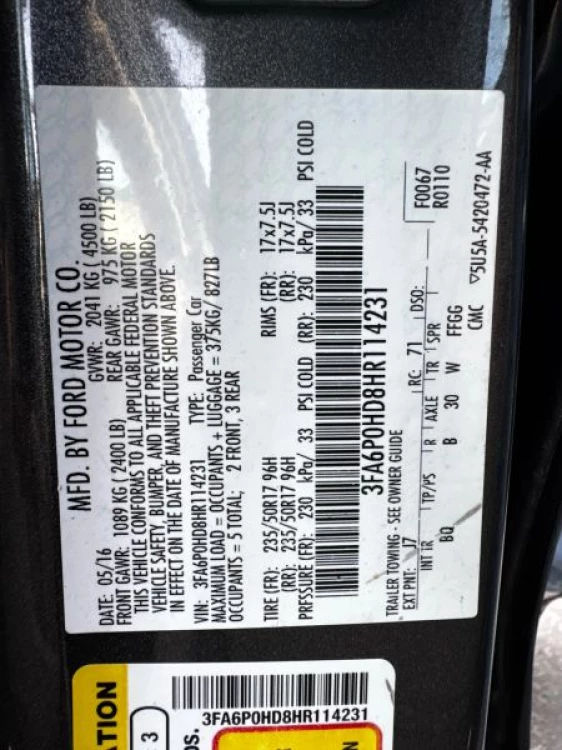 MFD. BY FORD MOTOR CO.
DATE: 05/16 GVWR: 2041 KG ( 4500 LB)
FRONT GAWR: 1089 KG ( 2400 LB) REAR GAWR: 975 KG ( 2150 LB)
THIS VEHICLE CONFORMS TO ALL APPLICABLE FEDERAL MOTOR
VEHICLE SAFETY, BUMPER, AND THEFT PREVENTION STANDARDS
IN EFFECT ON THE DATE OF MANUFACTURE SHOWN ABOVE.
VIN: 3FA6P0HD8HR114231 TYPE: Passenger Car
MAXIMUM LOAD = OCCUPANTS + LUGGAGE = 375KG/ 827LB
OCCUPANTS = 5 TOTAL; 2 FRONT, 3 REAR
TIRE (FR): 235/50R17 96H RIMS (FR): 17x7.5J
(RR): 235/50R17 96H (RR): 17x7.5J
PRESSURE (FR): 230 kPa/ 33 PSI COLD (RR): 230 kPa/ 33 PSI COLD
3FA6P0HD8HR114231
TRAILER TOWING - SEE OWNER GUIDE F0067
EXT PNT: J7 RC: 71 DSO: R0110
INT TR TP/PS R AXLE TR SPR
BQ B 30 W FFGG
CMC ▽5U5A-5420472-AA
ATION
3
OS.
3FA6P0HD8HR114231